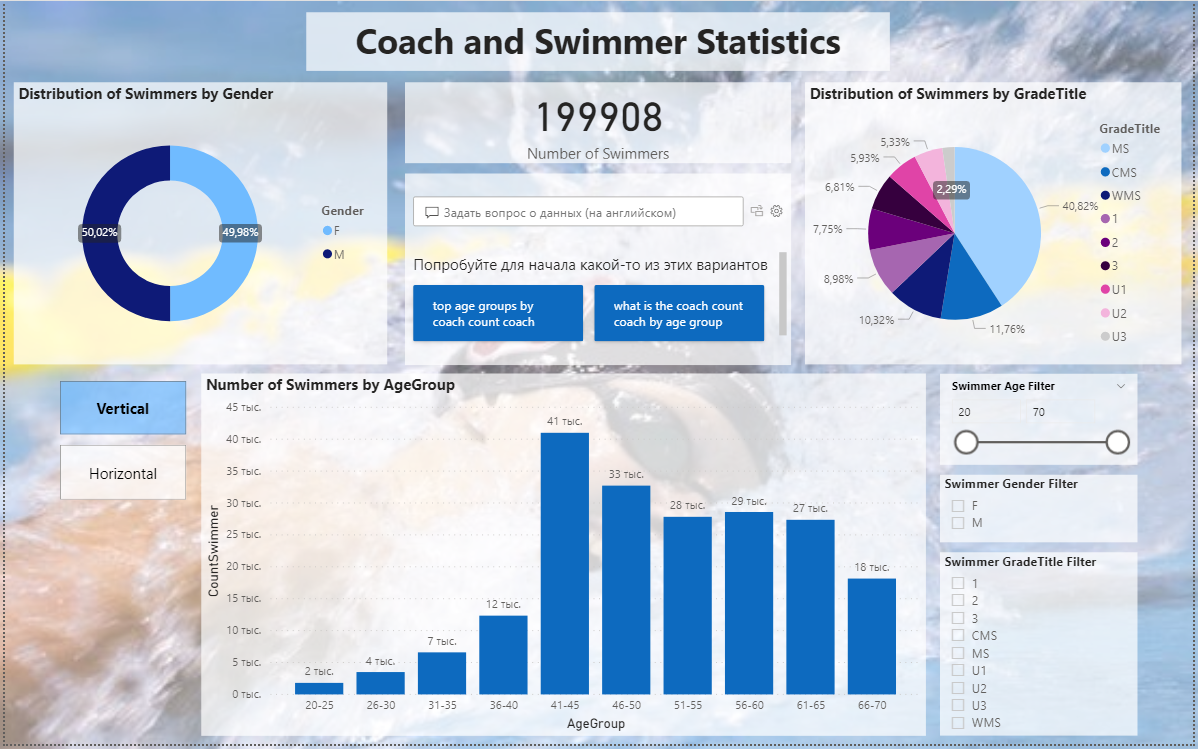 Coach and Swimmer Statistics
Distribution of Swimmers by Gender
50,02%
49,98%
Gender
F
M
199908
Number of Swimmers
Задать вопрос о данных (на английском)
Попробуйте для начала какой-то из этих вариантов
top age groups by
coach count coach
what is the coach count
coach by age group
Distribution of Swimmers by GradeTitle
5,33%
5,93%
6,81%
7,75%
8,98%
10,32%
11,76%
40,82%
2,29%
GradeTitle
MS
CMS
WMS
1
2
3
U1
U2
U3
Vertical
Horizontal
Number of Swimmers by AgeGroup
CountSwimmer
45 тыс.
40 тыс.
35 тыс.
30 тыс.
25 тыс.
20 тыс.
15 тыс.
10 тыс.
5 тыс.
0 тыс.
2 тыс.
4 тыс.
7 тыс.
12 тыс.
41 тыс.
33 тыс.
28 тыс.
29 тыс.
27 тыс.
18 тыс.
20-25
26-30
31-35
36-40
41-45
46-50
51-55
56-60
61-65
66-70
AgeGroup
Swimmer Age Filter
20
70
Swimmer Gender Filter
F
M
Swimmer GradeTitle Filter
1
2
3
CMS
MS
U1
U2
U3
WMS